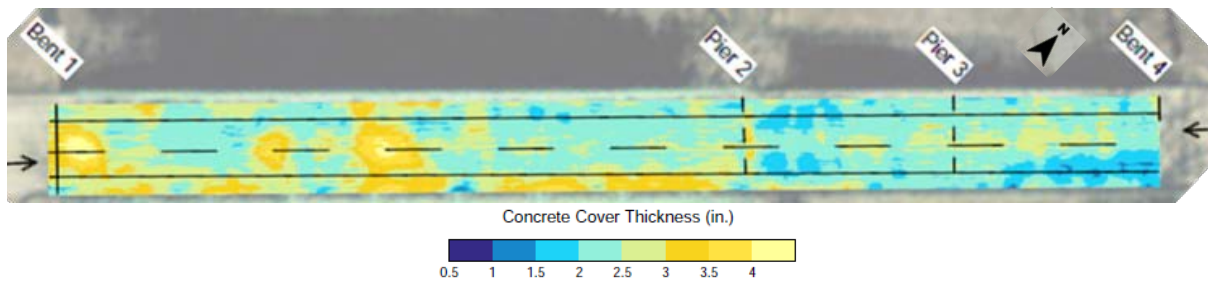 Bent 1
Pier 2
Pier 3
N
Bent 4
Concrete Cover Thickness (in.)
0.5 1 1.5 2 2.5 3 3.5 4